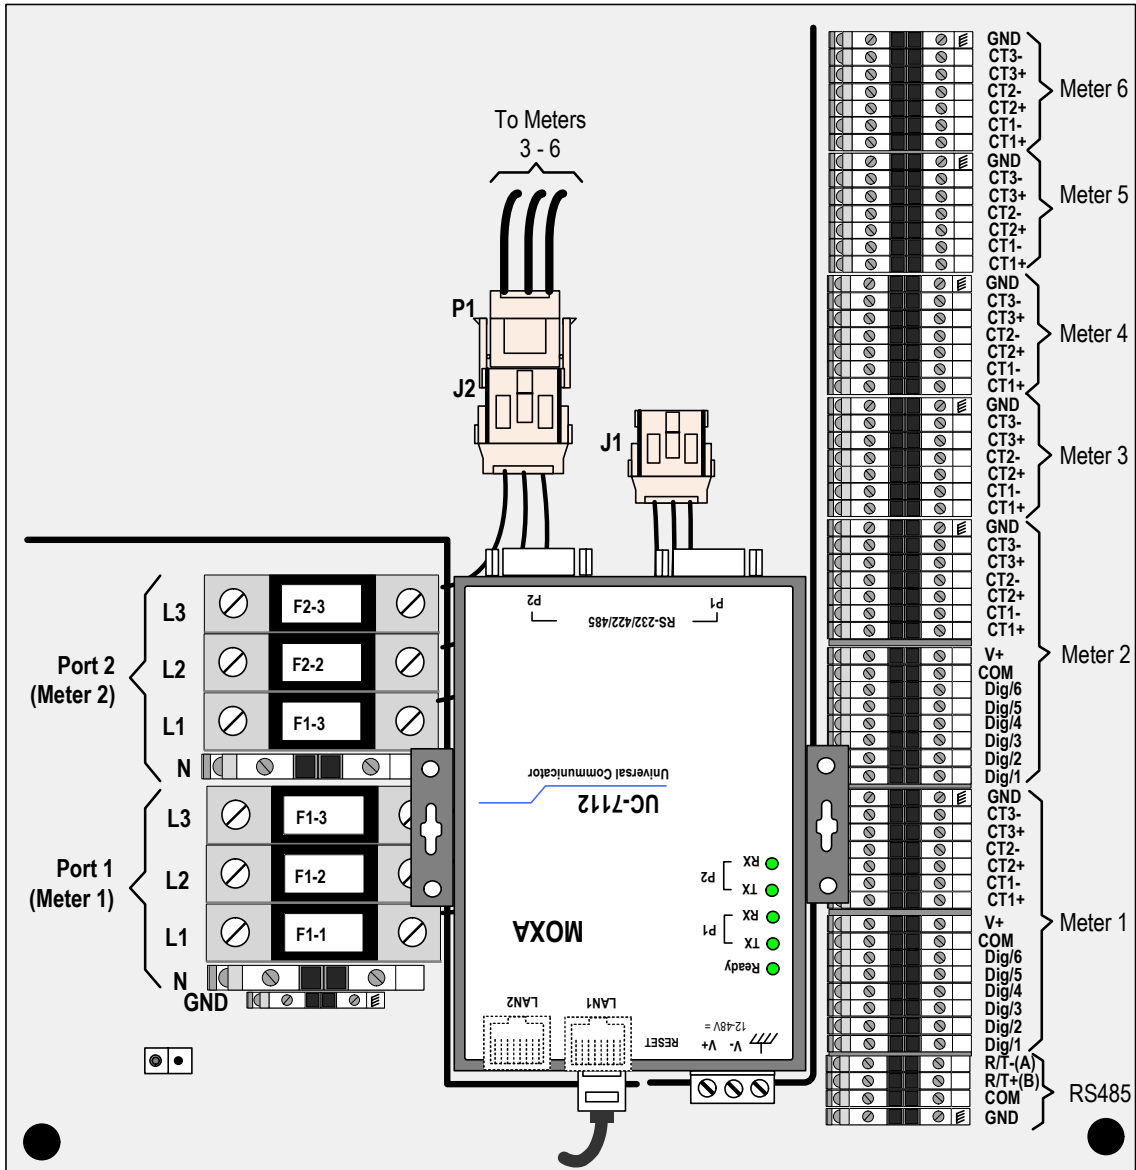 To Meters
3 - 6
P1
J2
J1
Port 2
(Meter 2)
L3
F2-3
L2
F2-2
L1
F1-3
N
Port 1
(Meter 1)
L3
F1-3
L2
F1-2
L1
F1-1
N
GND
P2
RS-232/422/485
P1
Universal Communicator
UC-7112
RX
P2
TX
RX
P1
TX
Ready
MOXA
LAN2
LAN1
RESET
V+
V-
12-48V =
GND
CT3-
CT3+
CT2-
CT2+
CT1-
CT1+
Meter 6
GND
CT3-
CT3+
CT2-
CT2+
CT1-
CT1+
Meter 5
GND
CT3-
CT3+
CT2-
CT2+
CT1-
CT1+
Meter 4
GND
CT3-
CT3+
CT2-
CT2+
CT1-
CT1+
Meter 3
GND
CT3-
CT3+
CT2-
CT2+
CT1-
CT1+
V+
COM
Dig/6
Dig/5
Dig/4
Dig/3
Dig/2
Dig/1
Meter 2
GND
CT3-
CT3+
CT2-
CT2+
CT1-
CT1+
V+
COM
Dig/6
Dig/5
Dig/4
Dig/3
Dig/2
Dig/1
Meter 1
R/T-(A)
R/T+(B)
COM
GND
RS485